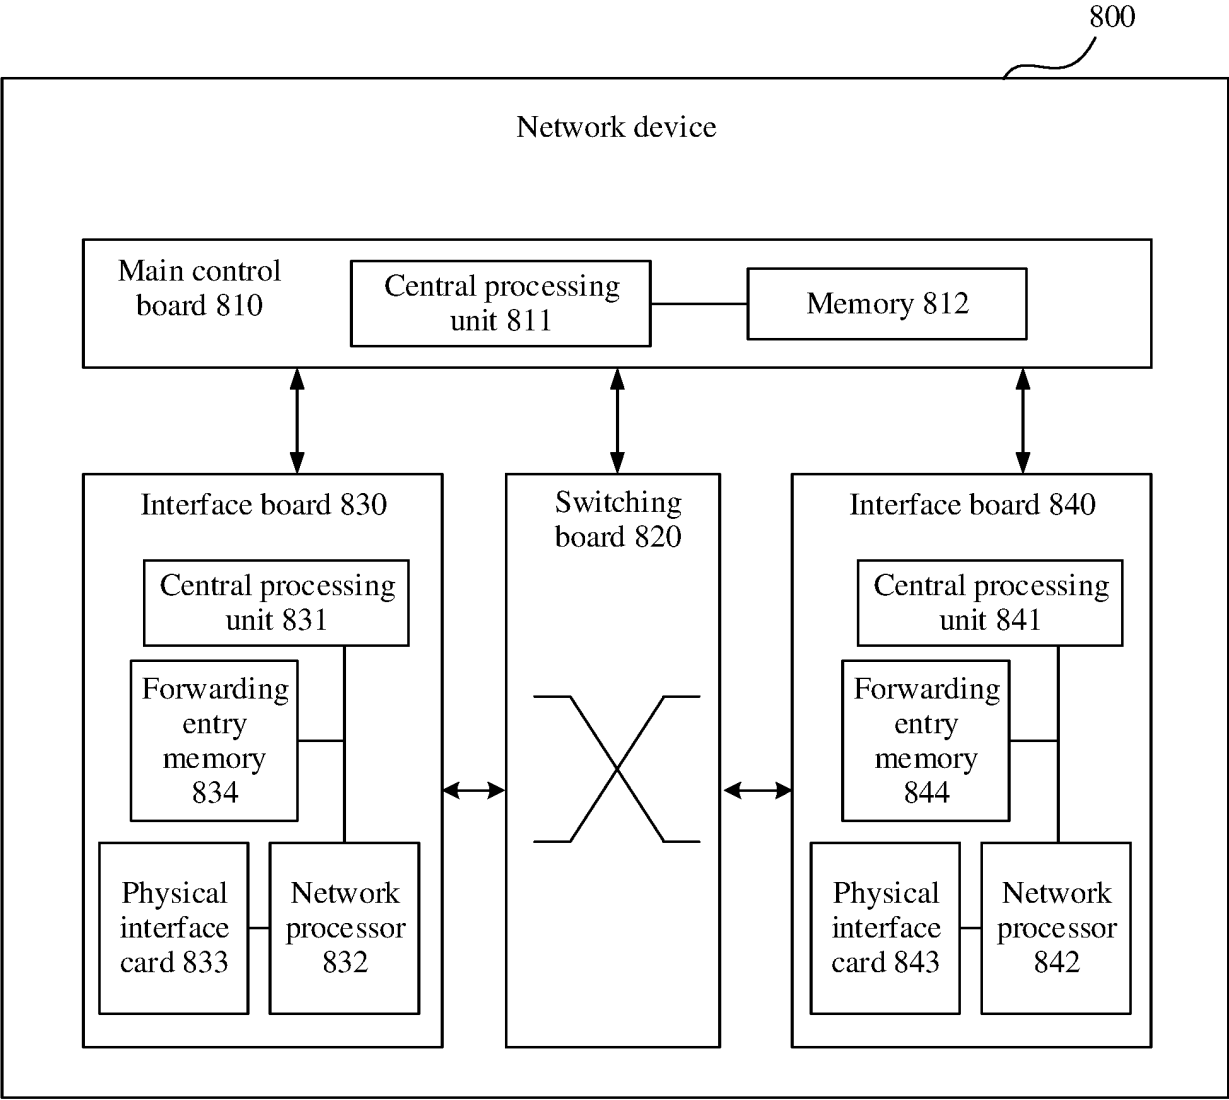 800
Network device
Main control
board 810
Central processing
unit 811
Memory 812
Interface board 830
Central processing
unit 831
Forwarding
entry
memory
834
Physical
interface
card 833
Network
processor
832
Switching
board 820
Interface board 840
Central processing
unit 841
Forwarding
entry
memory
844
Physical
interface
card 843
Network
processor
842